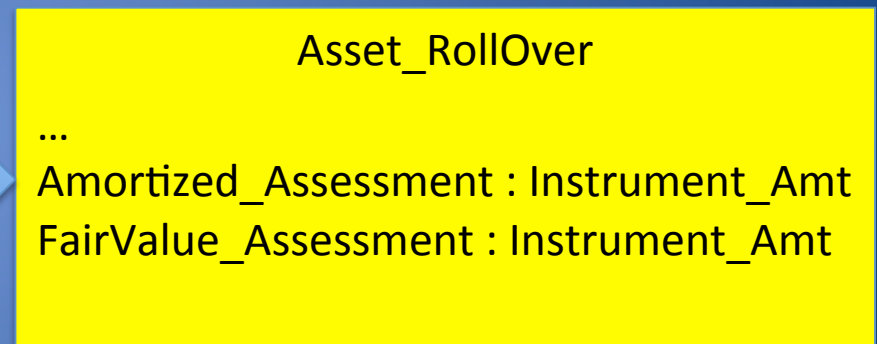 Asset_RollOver
…
Amortized_Assessment : Instrument_Amt
FairValue_Assessment : Instrument_Amt